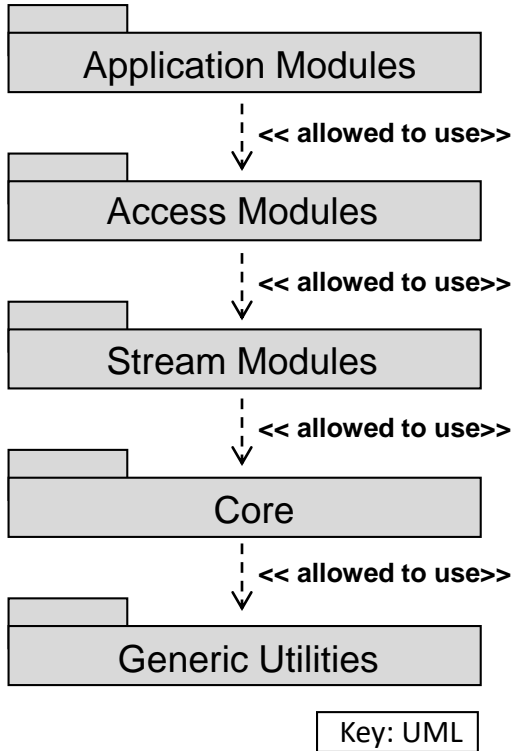 Application Modules
<< allowed to use>>
Access Modules
<< allowed to use>>
Stream Modules
<< allowed to use>>
Core
<< allowed to use>>
Generic Utilities
Key: UML